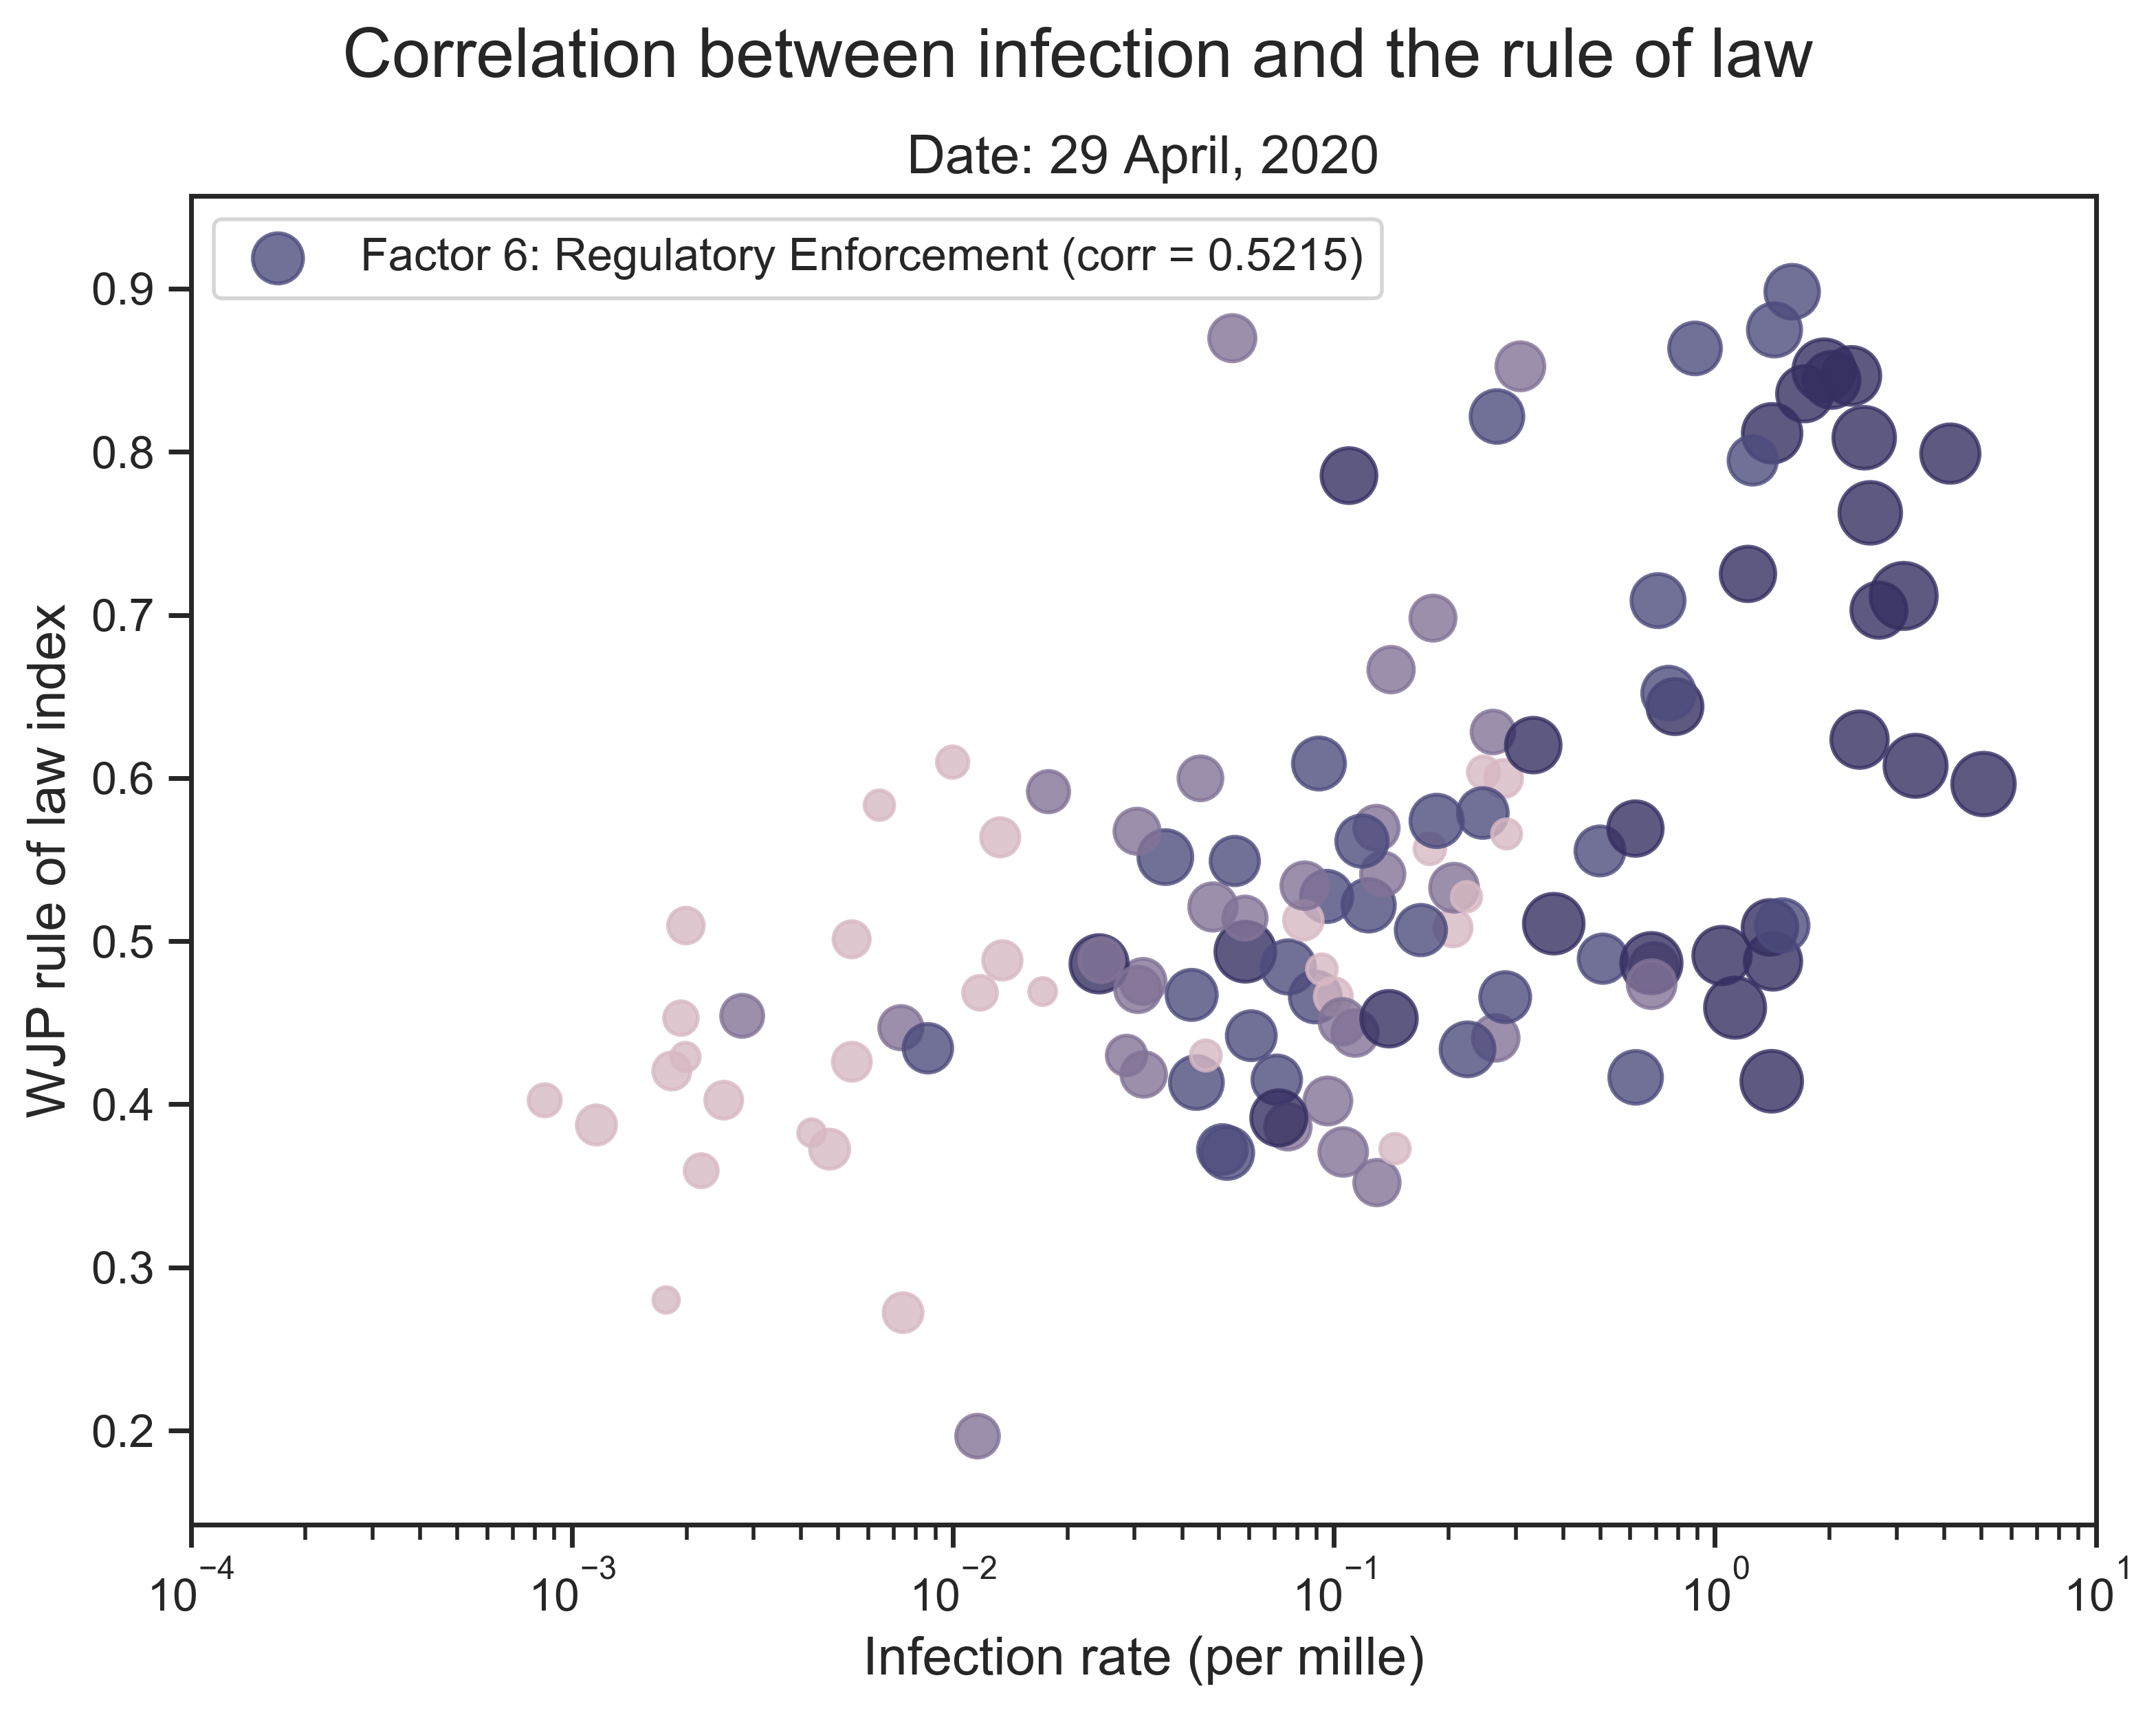 Correlation between infection and the rule of law
Date: 29 April, 2020
Factor 6: Regulatory Enforcement (corr = 0.5215)
WJP rule of law index
0.9
0.8
0.7
0.6
0.5
0.4
0.3
0.2
10⁻⁴ 10⁻³ 10⁻² 10⁻¹ 10⁰ 10¹
Infection rate (per mille)